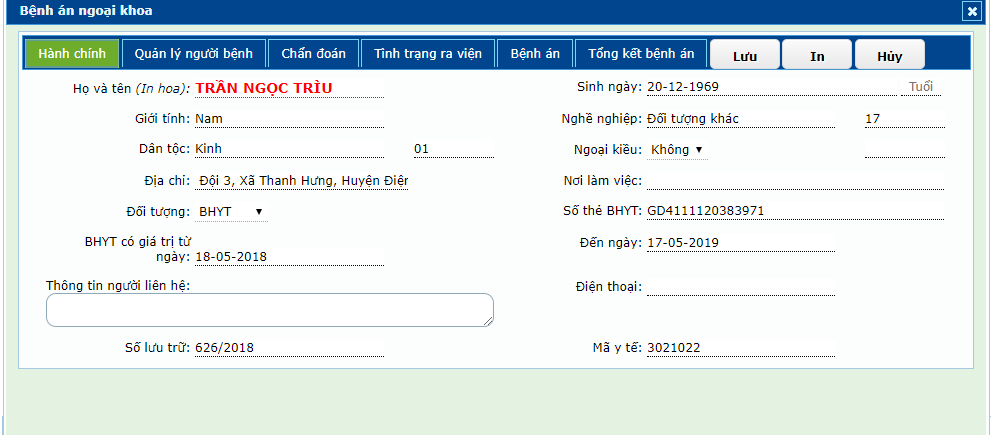 Bệnh án ngoại khoa
Hành chính Quản lý người bệnh Chẩn đoán Tình trạng ra viện Bệnh án Tổng kết bệnh án Lưu In Hủy
Họ và tên (In hoa): TRẦN NGỌC TRÌU Sinh ngày: 20-12-1969 Tuổi
Giới tính: Nam Nghề nghiệp: Đối tượng khác 17
Dân tộc: Kinh 01 Ngoại kiều: Không
Địa chỉ: Đội 3, Xã Thanh Hưng, Huyện Điện Nơi làm việc:
Đối tượng: BHYT Số thẻ BHYT: GD4111120383971
BHYT có giá trị từ
ngày: 18-05-2018 Đến ngày: 17-05-2019
Thông tin người liên hệ: Điện thoại:
Số lưu trữ: 626/2018 Mã y tế: 3021022